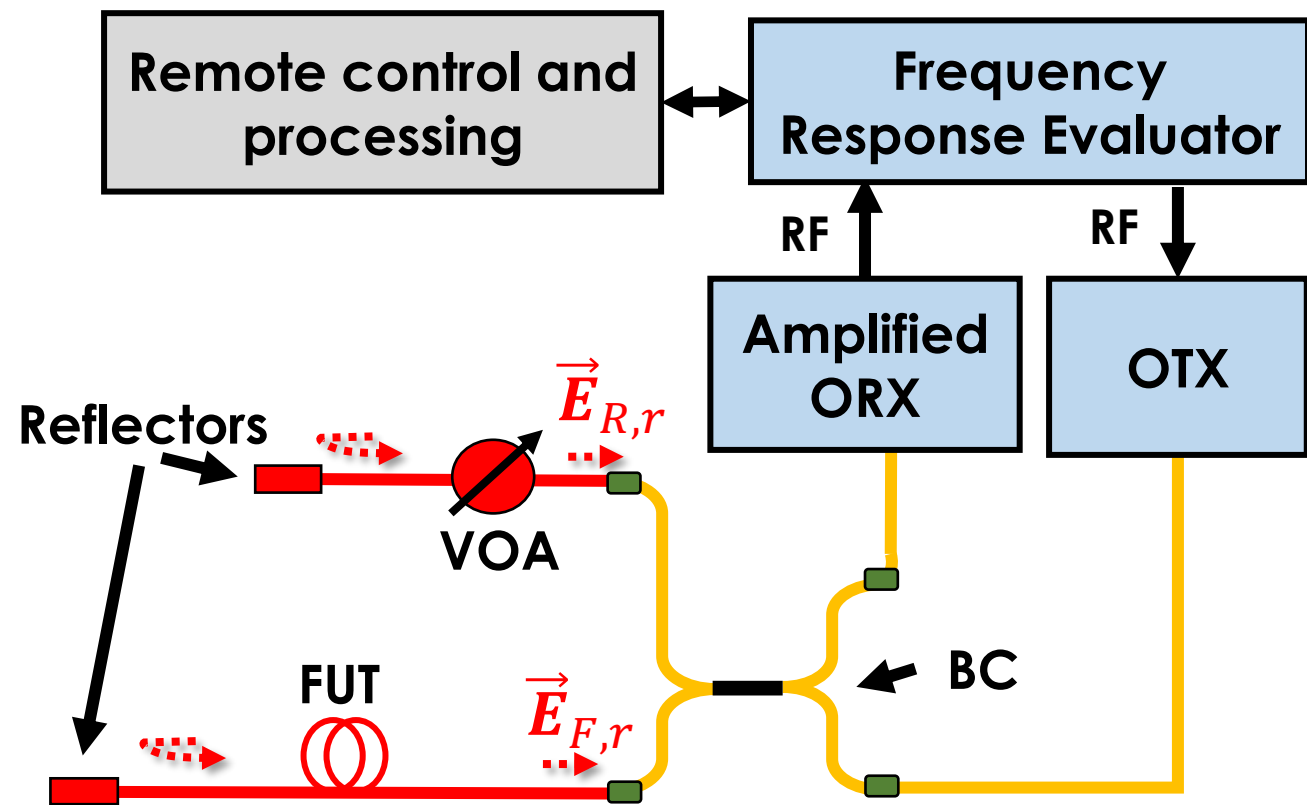 Remote control and
processing
Frequency
Response Evaluator
RF
RF
Amplified
ORX
OTX
Reflectors
E⃗_{R,r}
VOA
FUT
E⃗_{F,r}
BC